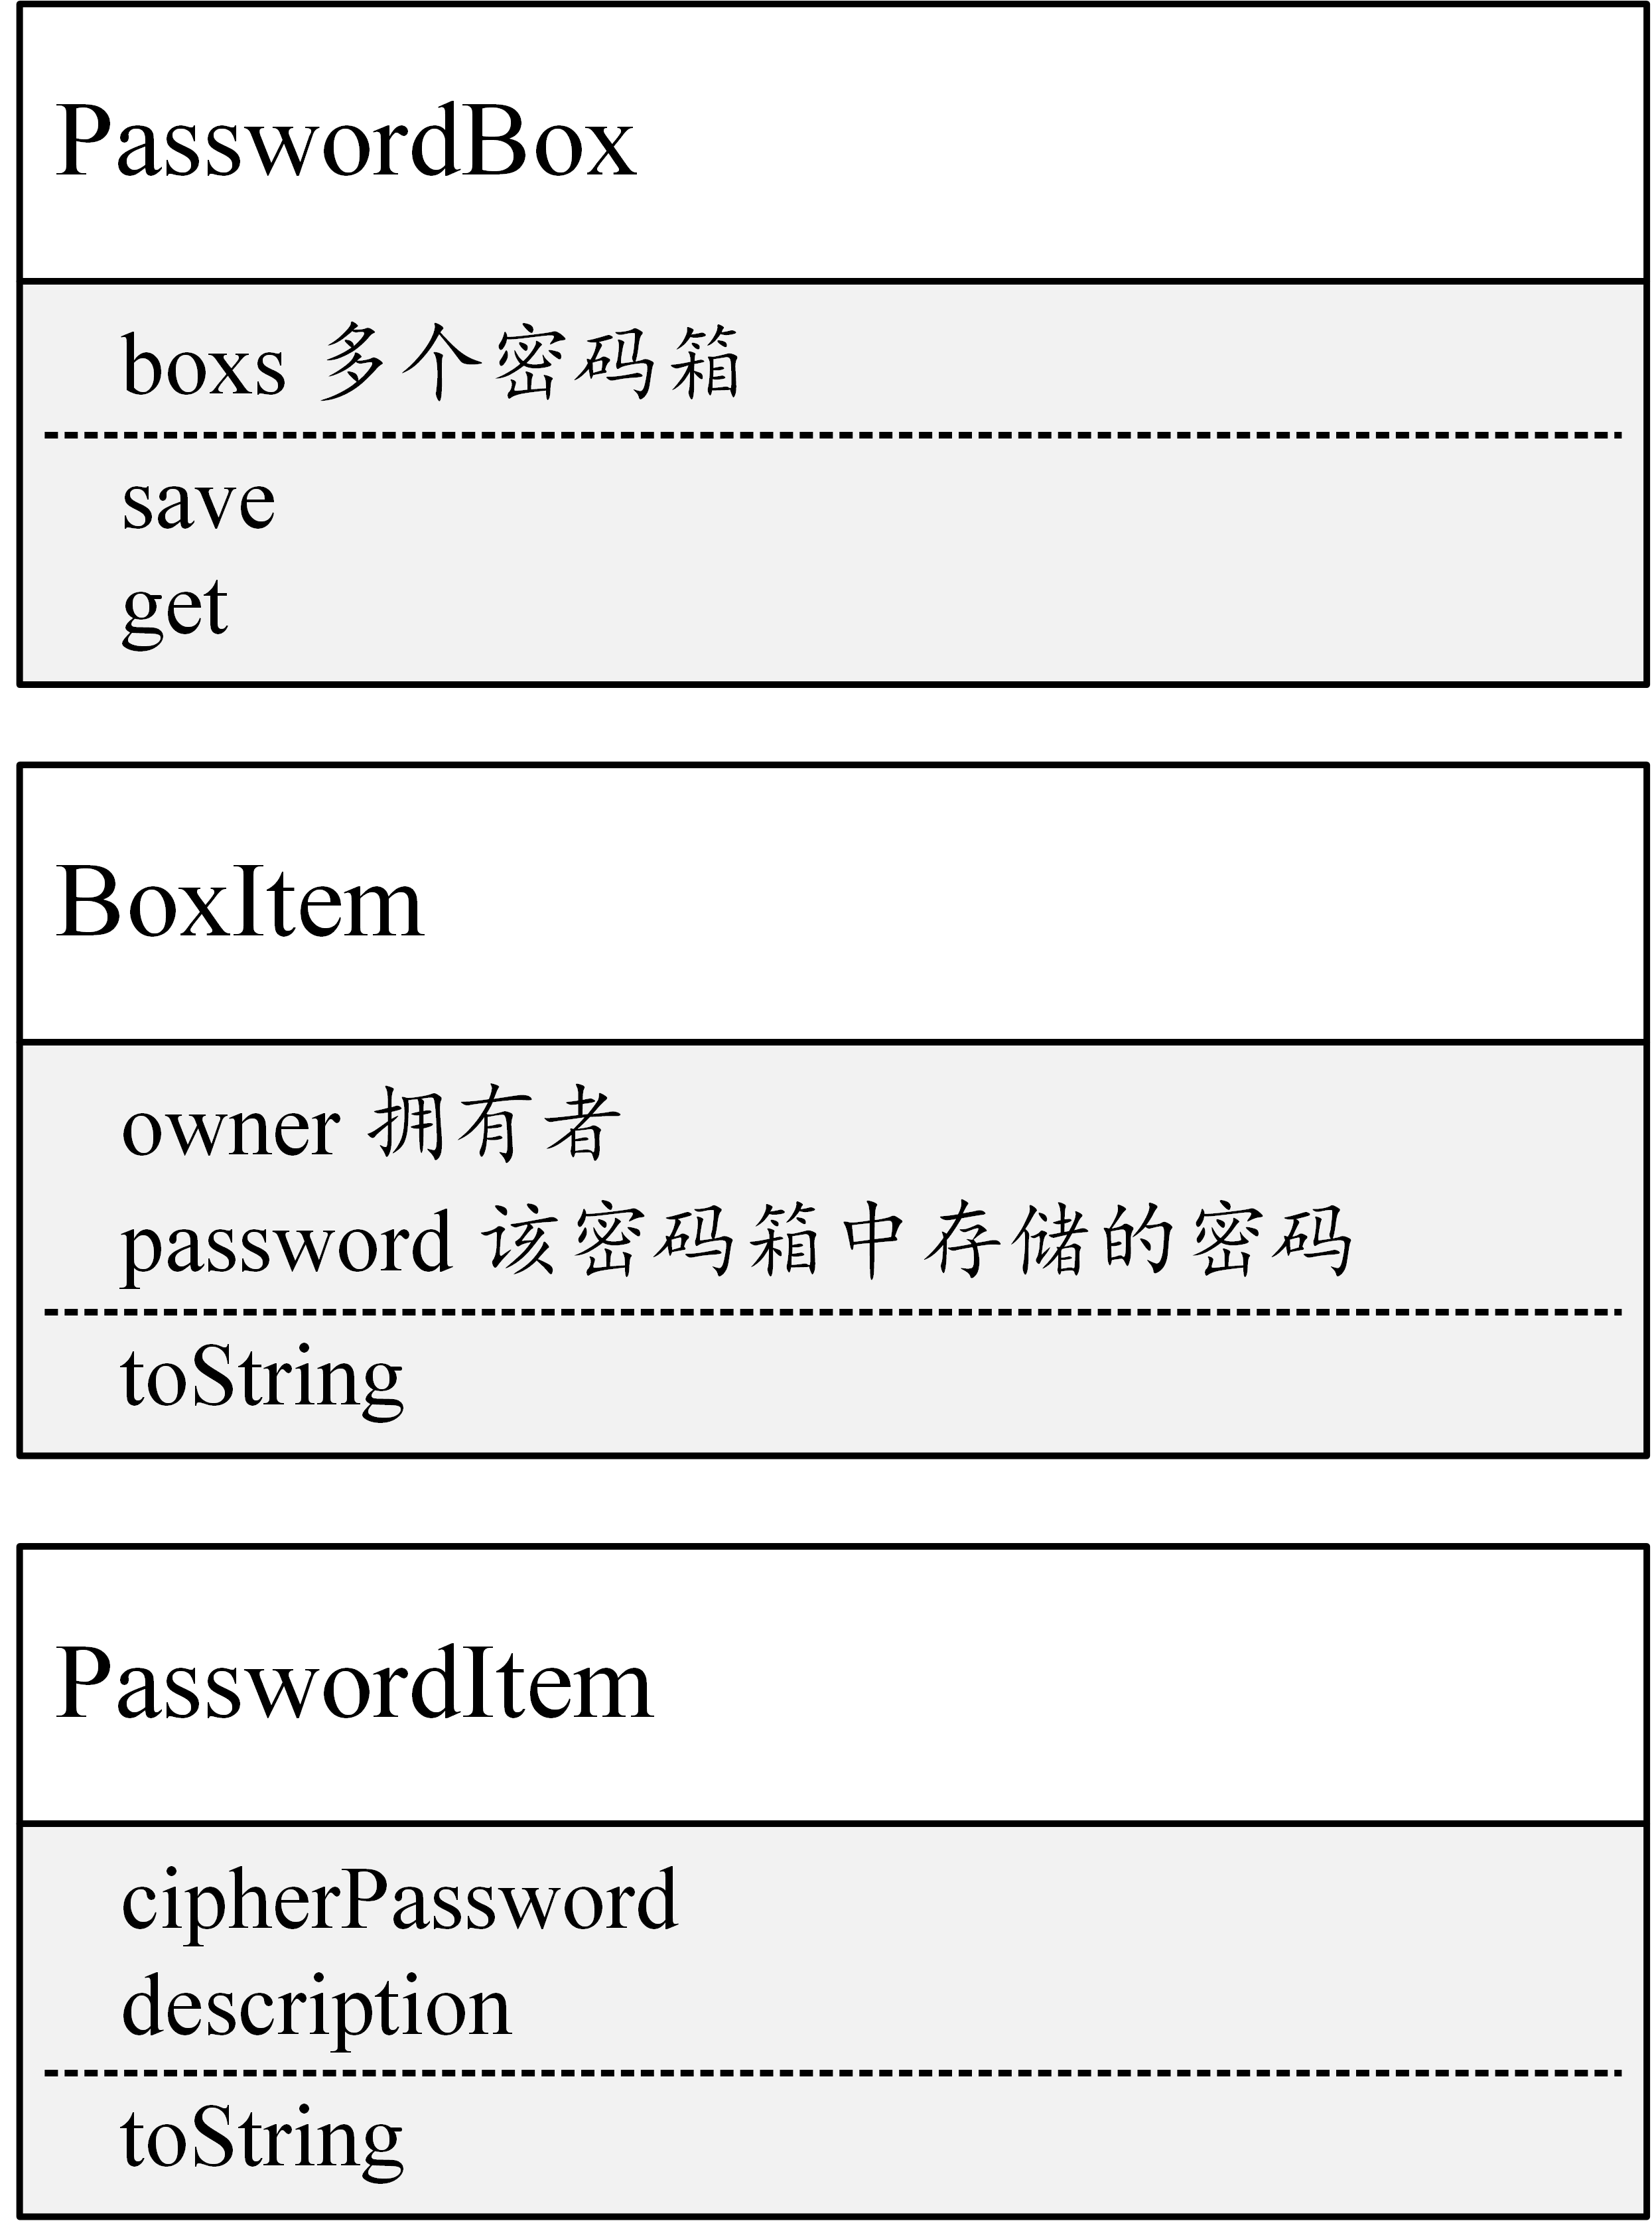 PasswordBox
boxs 多个密码箱
save
get
BoxItem
owner 拥有者
password 该密码箱中存储的密码
toString
PasswordItem
cipherPassword
description
toString